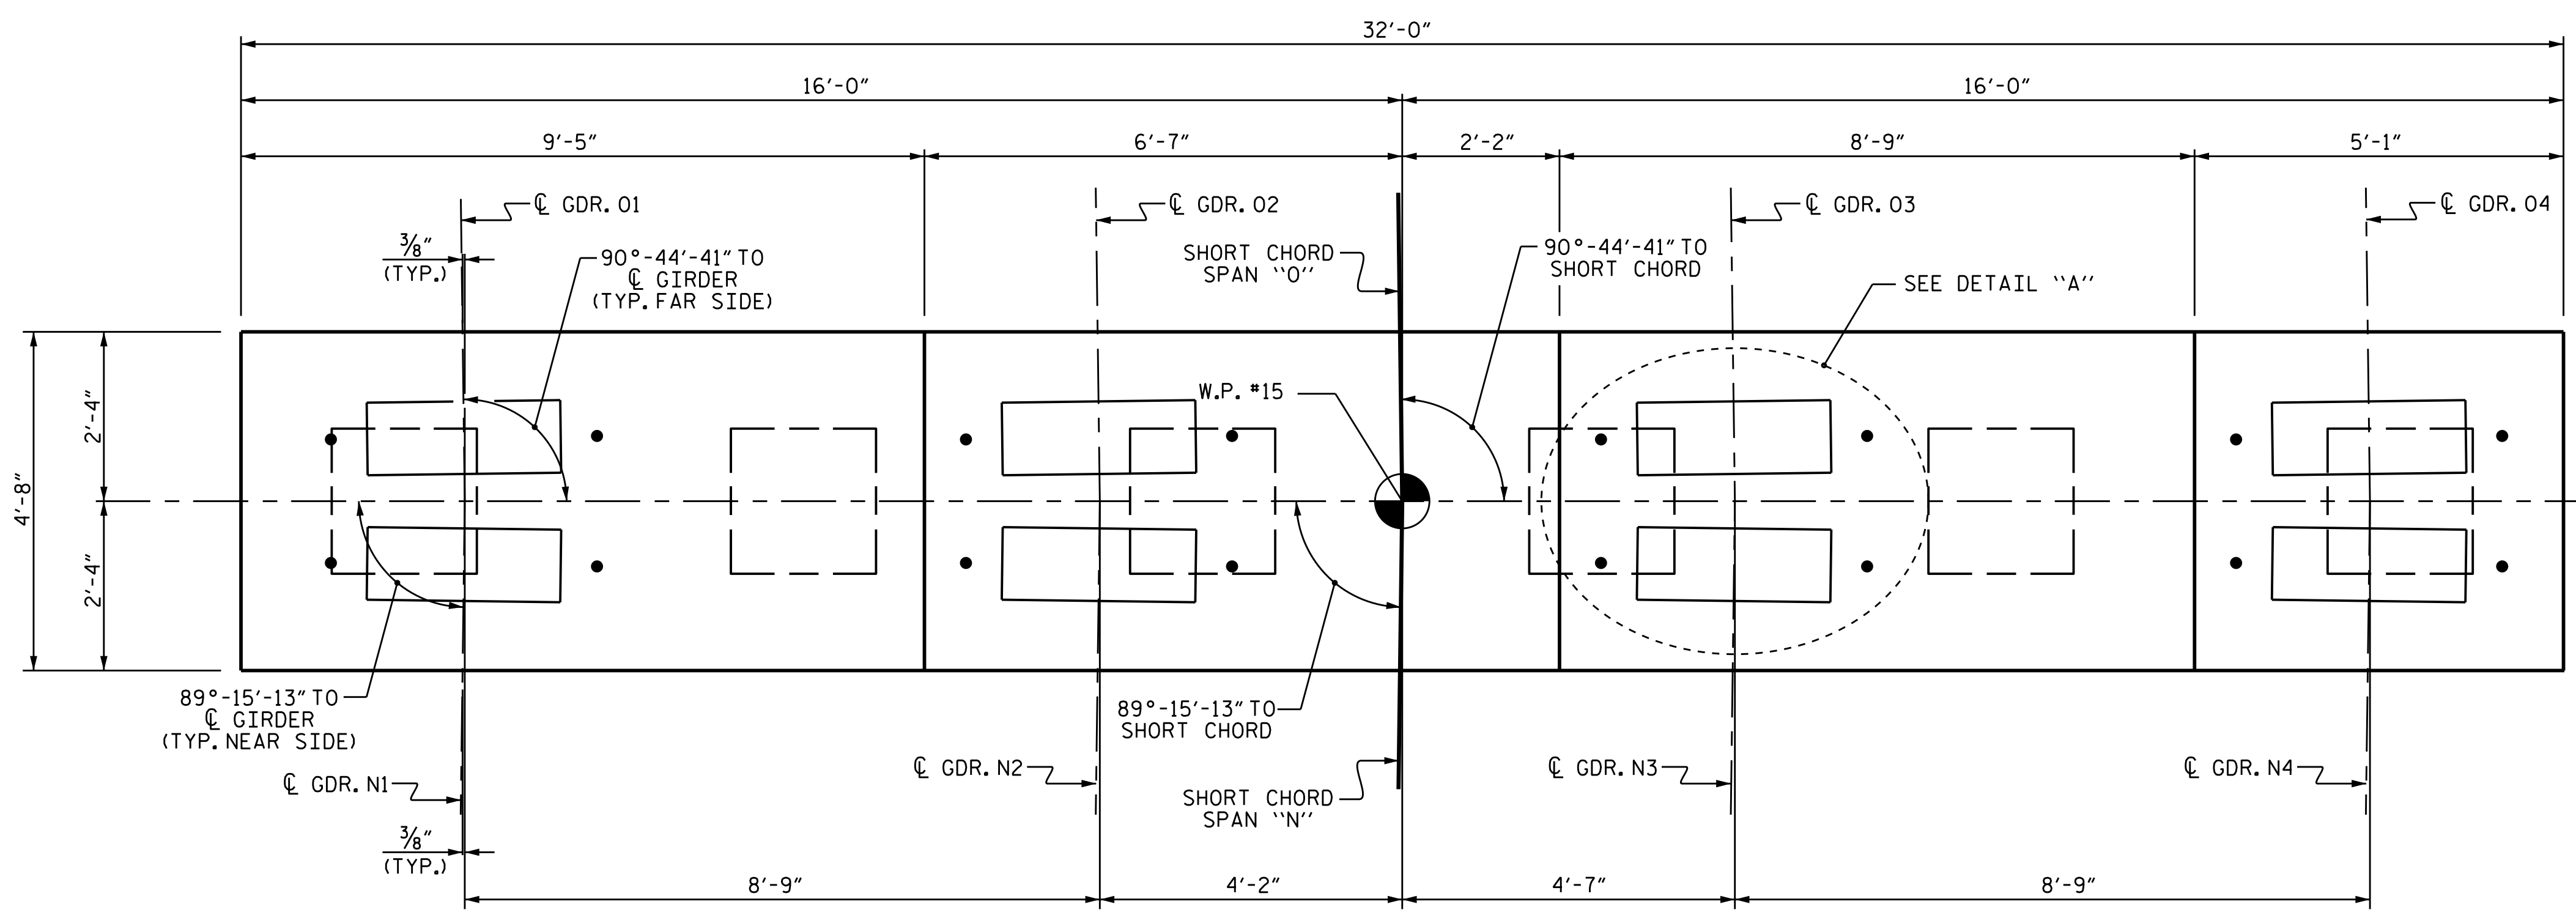 32'-0"
16'-0"
16'-0"
9'-5"
6'-7"
2'-2"
8'-9"
5'-1"
℄ GDR. O1
℄ GDR. O2
℄ GDR. O3
℄ GDR. O4
3/8"
(TYP.)
90°-44'-41" TO
℄ GIRDER
(TYP. FAR SIDE)
SHORT CHORD
SPAN "O"
90°-44'-41" TO
SHORT CHORD
SEE DETAIL "A"
W.P. #15
4'-8"
2'-4"
2'-4"
89°-15'-13" TO
℄ GIRDER
(TYP. NEAR SIDE)
89°-15'-13" TO
SHORT CHORD
℄ GDR. N1
℄ GDR. N2
℄ GDR. N3
℄ GDR. N4
SHORT CHORD
SPAN "N"
3/8"
(TYP.)
8'-9"
4'-2"
4'-7"
8'-9"